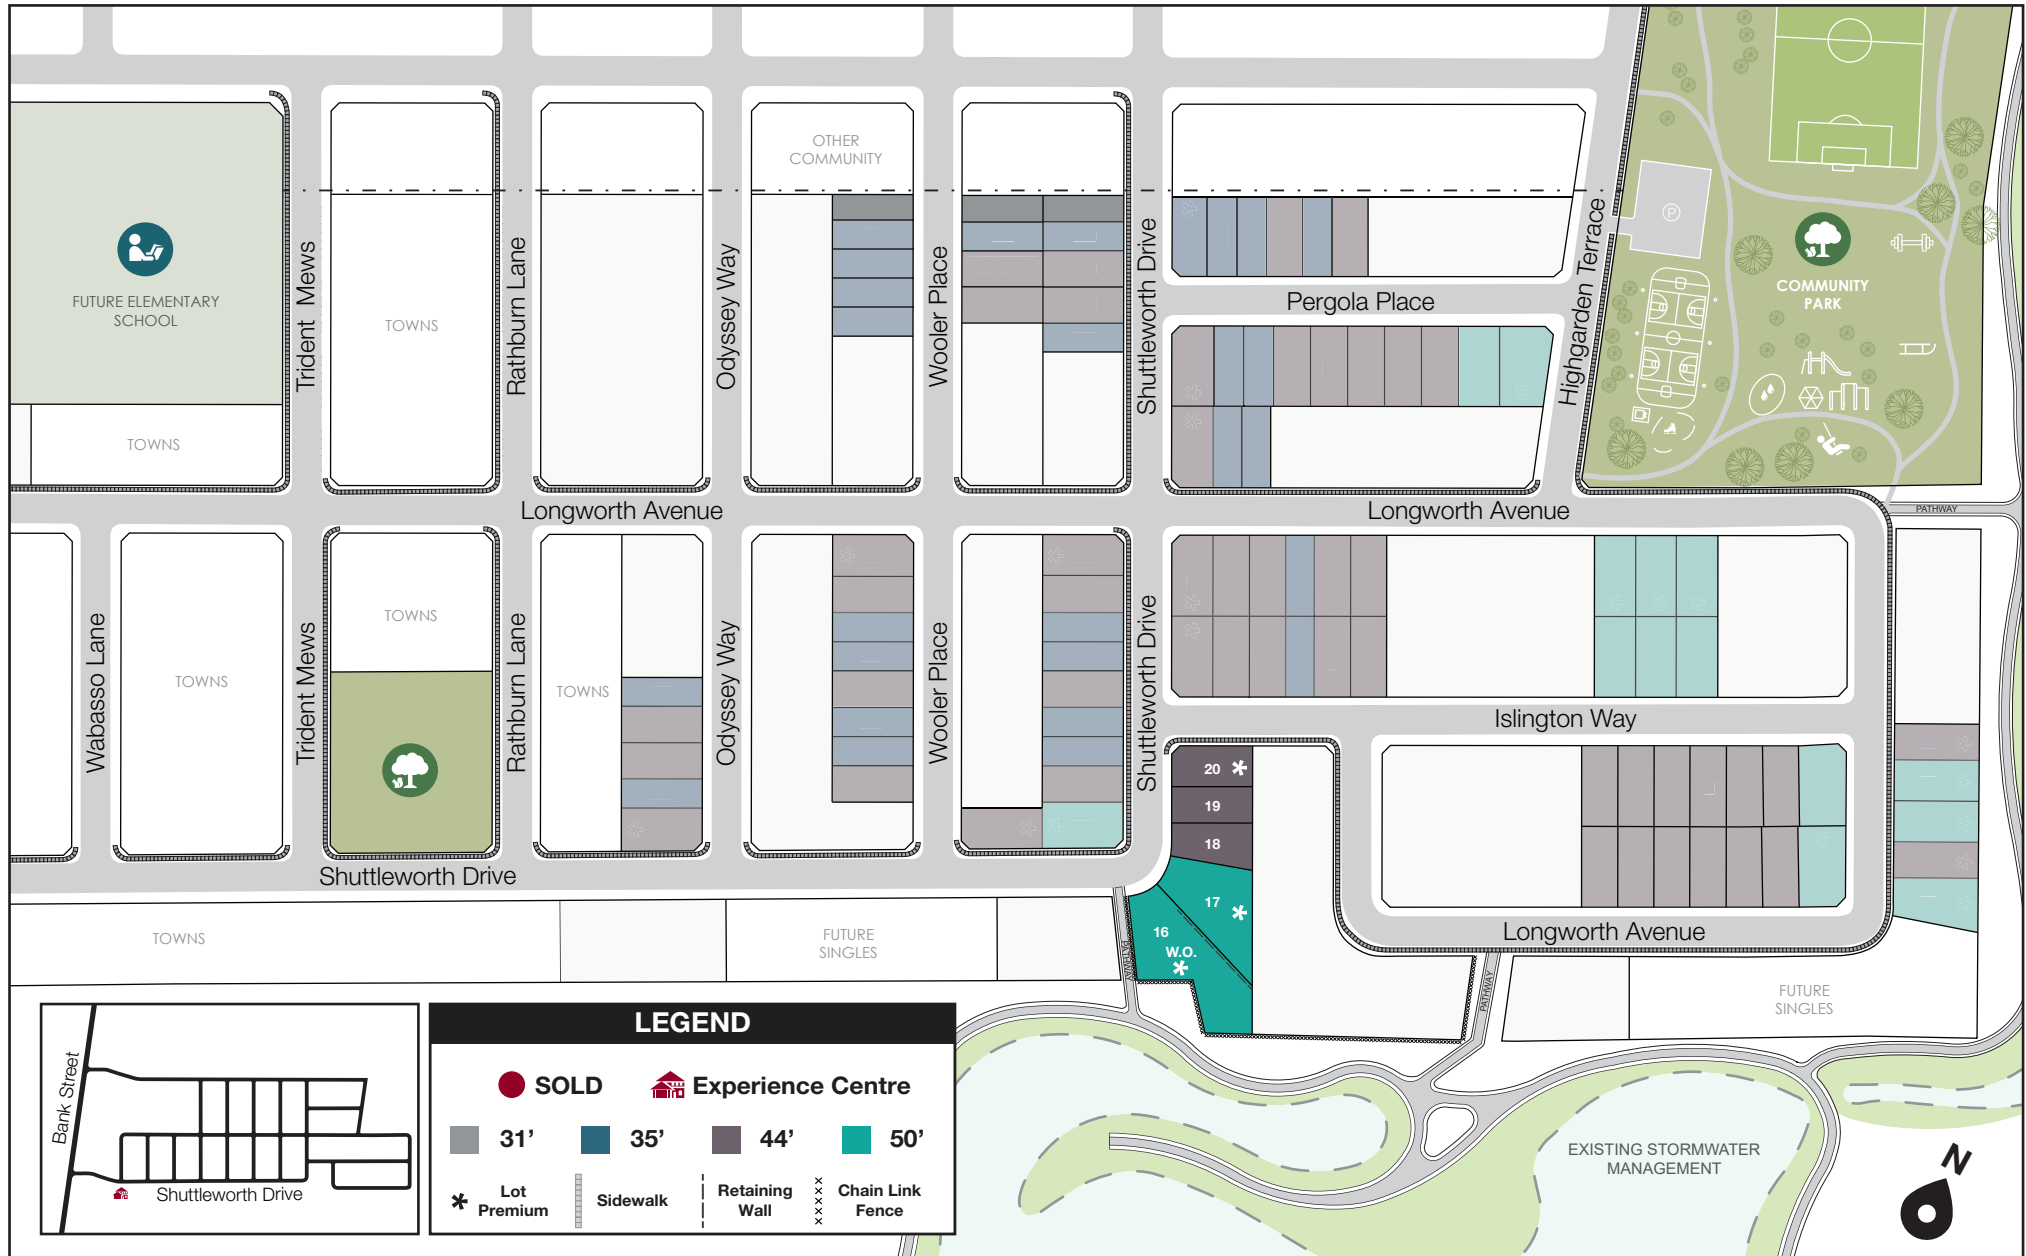 OTHER
COMMUNITY
FUTURE ELEMENTARY
SCHOOL
TOWNS
TOWNS
Trident Mews
Rathburn Lane
Odyssey Way
Wooler Place
Shuttleworth Drive
Pergola Place
Highgarden Terrace
P
COMMUNITY
PARK
Longworth Avenue
Longworth Avenue
PATHWAY
Wabasso Lane
TOWNS
Trident Mews
TOWNS
Rathburn Lane
TOWNS
Odyssey Way
Wooler Place
Shuttleworth Drive
Islington Way
20
19
18
17
16
W.O.
Shuttleworth Drive
Longworth Avenue
TOWNS
FUTURE
SINGLES
PATHWAY
PATHWAY
FUTURE
SINGLES
Bank Street
Shuttleworth Drive
LEGEND
SOLD
Experience Centre
31’
35’
44’
50’
Lot
Premium
Sidewalk
Retaining
Wall
Chain Link
Fence
EXISTING STORMWATER
MANAGEMENT
N